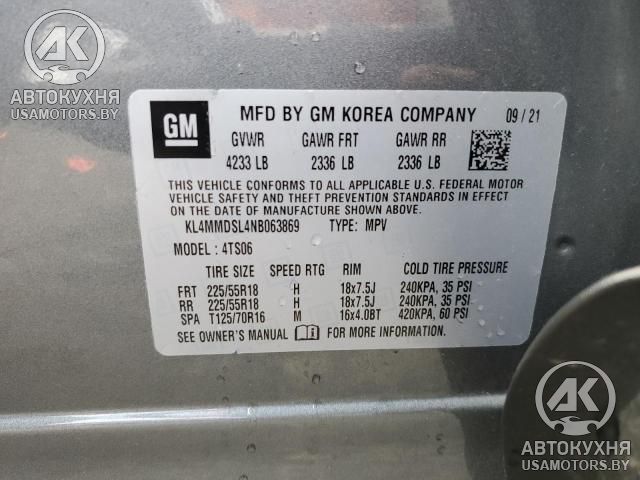 AK
АВТОКУХНЯ
USAMOTORS.BY
GM
MFD BY GM KOREA COMPANY 09/21
GVWR GAWR FRT GAWR RR
4233 LB 2336 LB 2336 LB
THIS VEHICLE CONFORMS TO ALL APPLICABLE U.S. FEDERAL MOTOR
VEHICLE SAFETY AND THEFT PREVENTION STANDARDS IN EFFECT
ON THE DATE OF MANUFACTURE SHOWN ABOVE.
KL4MMDSL4NB063869 TYPE: MPV
MODEL: 4TS06
TIRE SIZE SPEED RTG RIM COLD TIRE PRESSURE
FRT 225/55R18 H 18x7.5J 240KPA, 35 PSI
RR 225/55R18 H 18x7.5J 240KPA, 35 PSI
SPA T125/70R16 M 16x4.0BT 420KPA, 60 PSI
SEE OWNER'S MANUAL FOR MORE INFORMATION.
AK
АВТОКУХНЯ
USAMOTORS.BY